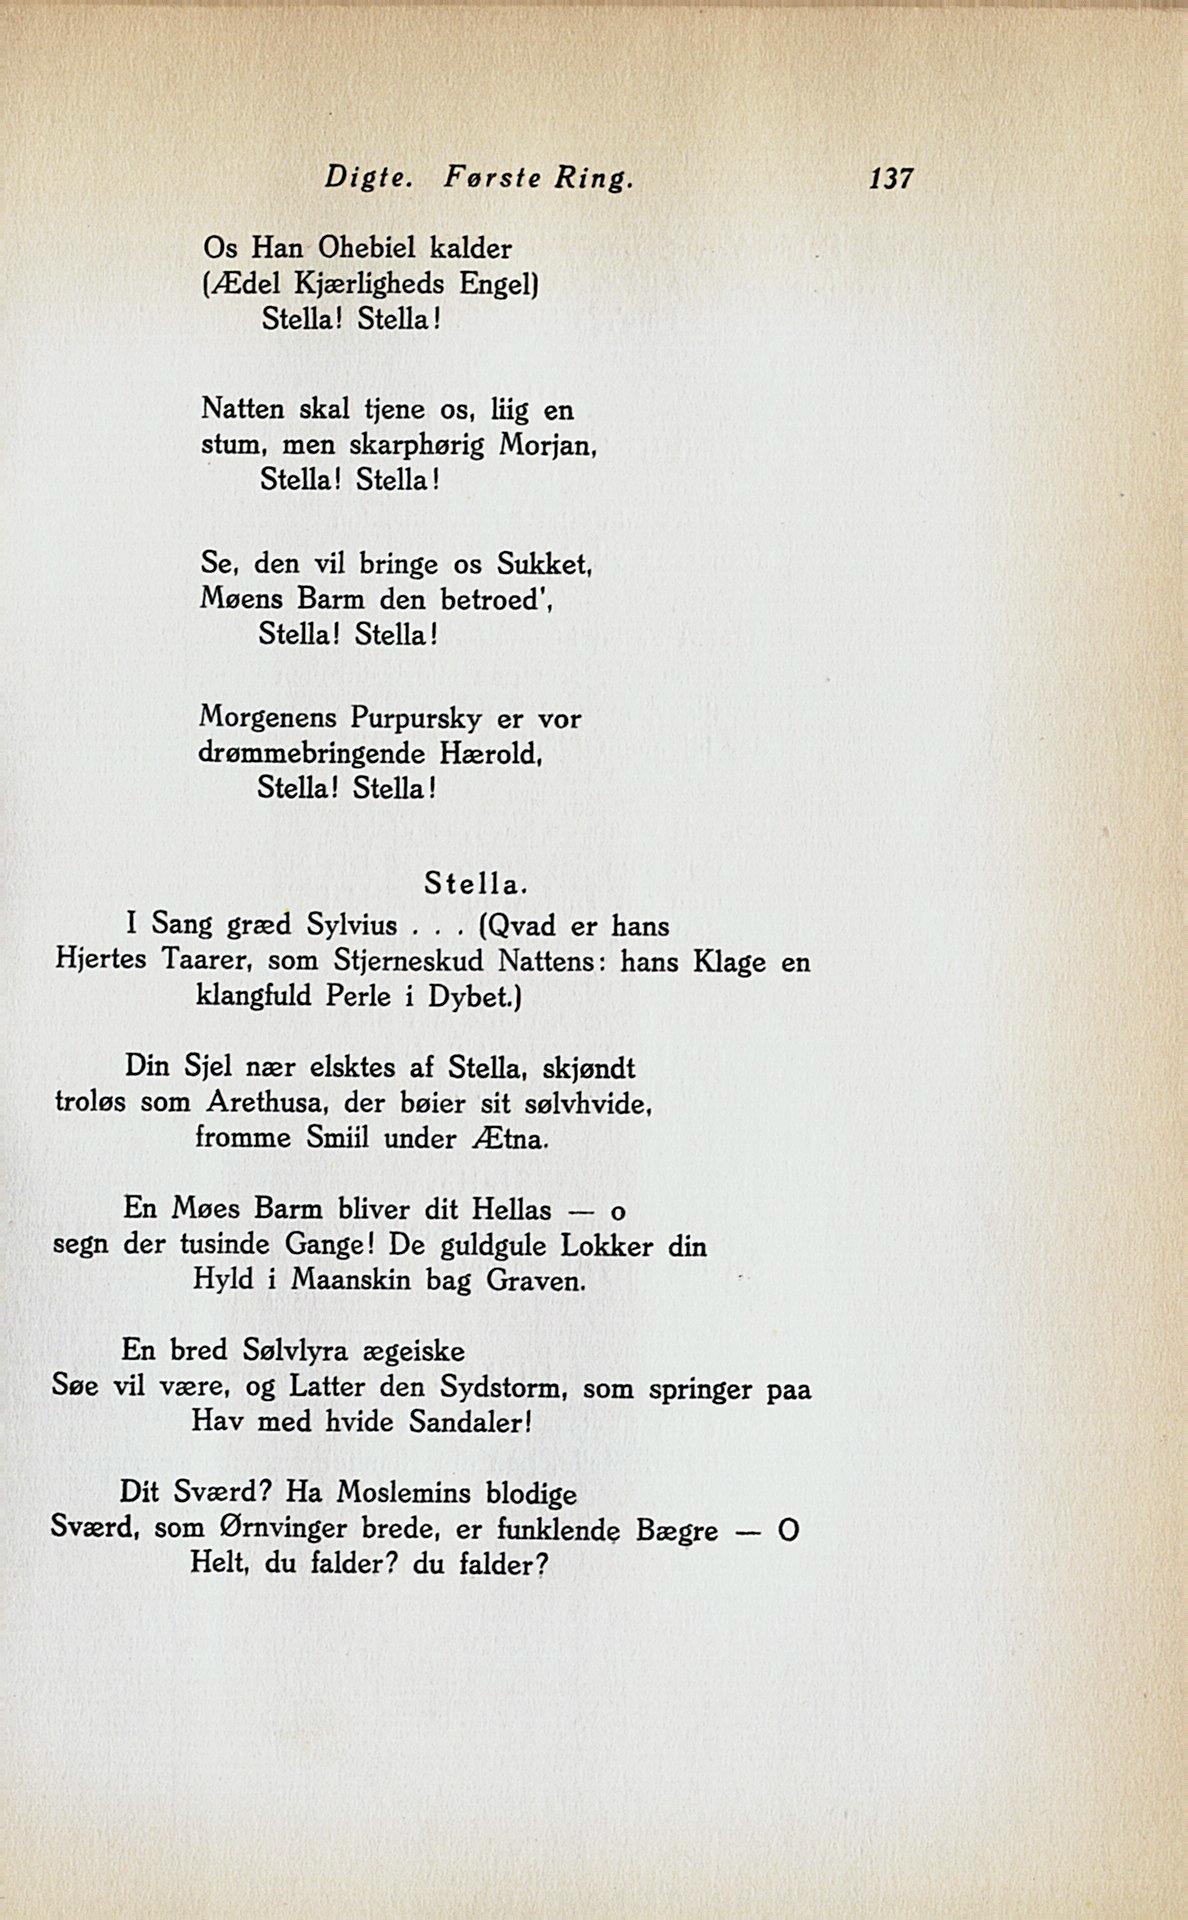 Digte. Første Ring. 137
Os Han Ohebiel kalder
(Ædel Kjærligheds Engel)
Stella! Stella!
Natten skal tjene os, liig en
stum, men skarphørig Morjan,
Stella! Stella!
Se, den vil bringe os Sukket,
Møens Barm den betroed',
Stella! Stella!
Morgenens Purpursky er vor
drømmebringende Hærold,
Stella! Stella!
Stella.
I Sang græd Sylvius . . . (Qvad er hans
Hjertes Taarer, som Stjerneskud Nattens: hans Klage en
klangfuld Perle i Dybet.)
Din Sjel nær elsktes af Stella, skjøndt
troløs som Arethusa, der bøier sit sølvhvide,
fromme Smiil under Ætna.
En Møes Barm bliver dit Hellas — o
segn der tusinde Gange! De guldgule Lokker din
Hyld i Maanskin bag Graven.
En bred Sølvlyra ægeiske
Søe vil være, og Latter den Sydstorm, som springer paa
Hav med hvide Sandaler!
Dit Sværd? Ha Moslemins blodige
Sværd, som Ørnvinger brede, er funklende Bægre — O
Helt, du falder? du falder?